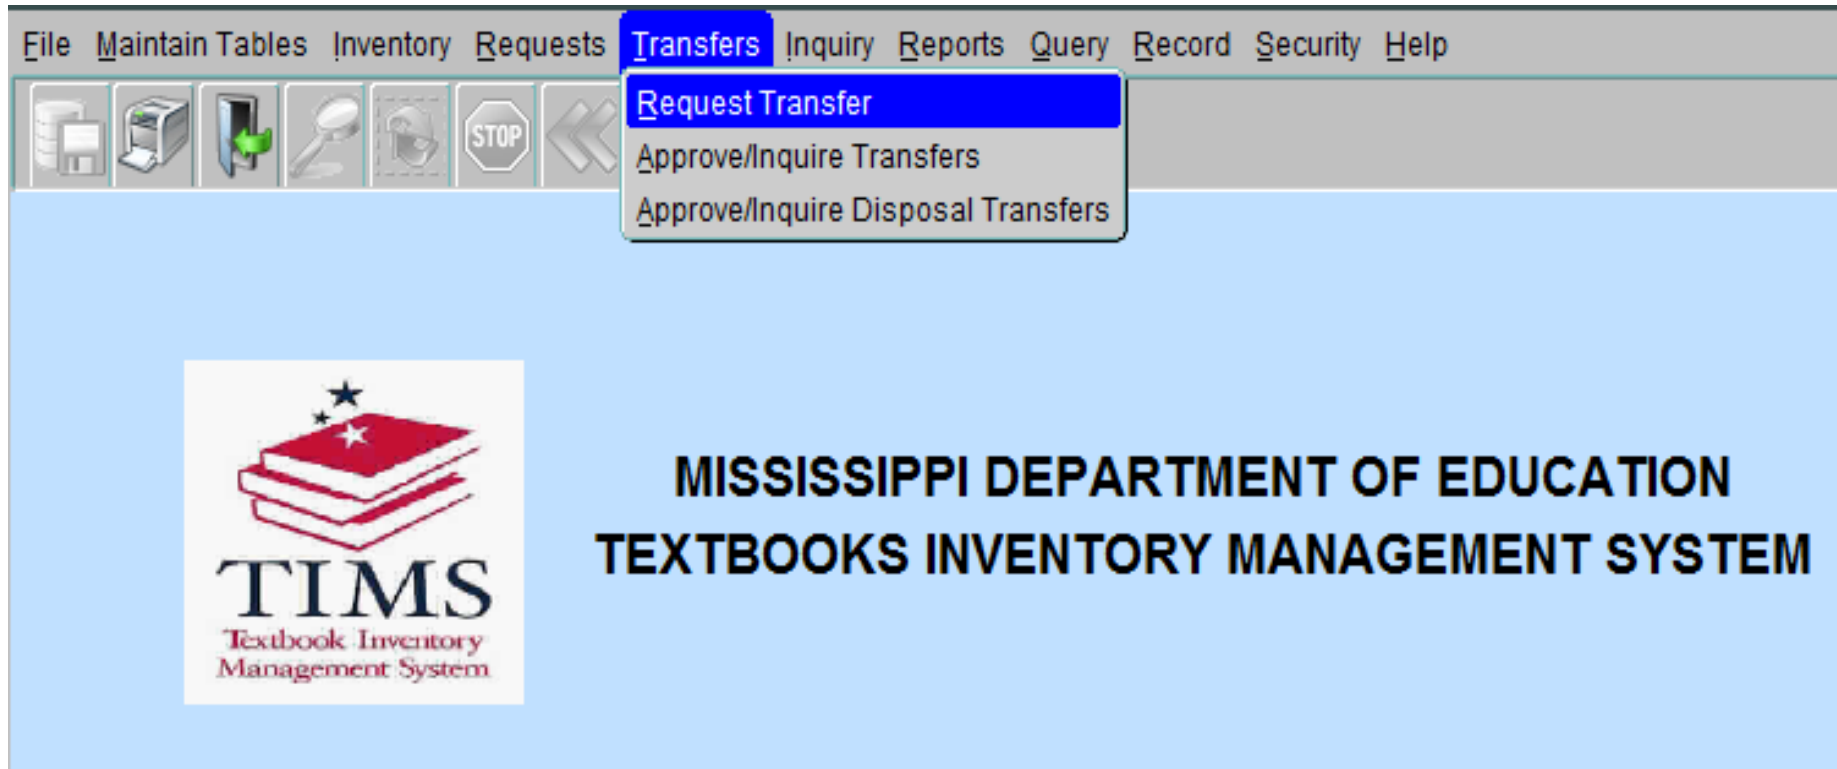 File Maintain Tables Inventory Requests Transfers Inquiry Reports Query Record Security Help
STOP
Request Transfer
Approve/Inquire Transfers
Approve/Inquire Disposal Transfers
MISSISSIPPI DEPARTMENT OF EDUCATION
TEXTBOOKS INVENTORY MANAGEMENT SYSTEM
TIMS
Textbook Inventory
Management System